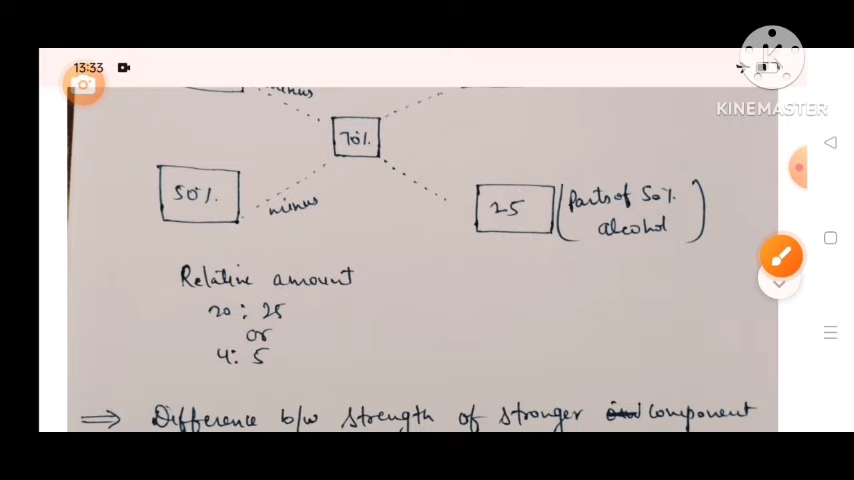 13:33
KINEMASTER
minus
70%
50%
minus
25 (Parts of 50% alcohol)
Relative amount
20 : 25
or
4 : 5
⇒ Difference b/w strength of stronger component